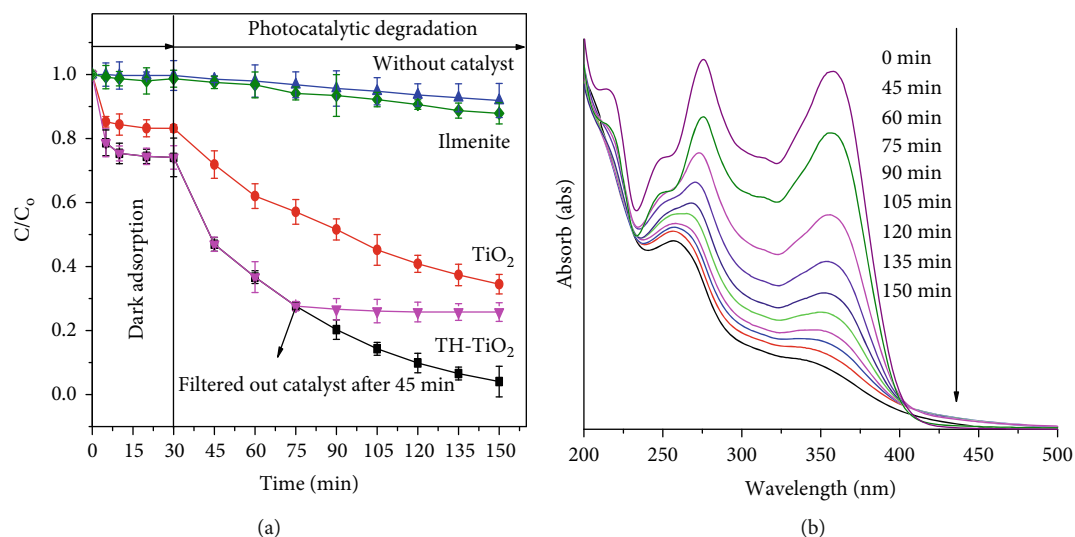 Photocatalytic degradation
Without catalyst
Ilmenite
Dark adsorption
TiO₂
TH-TiO₂
Filtered out catalyst after 45 min
C/Cₒ
1.0
0.8
0.6
0.4
0.2
0.0
0 15 30 45 60 75 90 105 120 135 150
Time (min)
(a)
0 min
45 min
60 min
75 min
90 min
105 min
120 min
135 min
150 min
Absorb (abs)
200 250 300 350 400 450 500
Wavelength (nm)
(b)